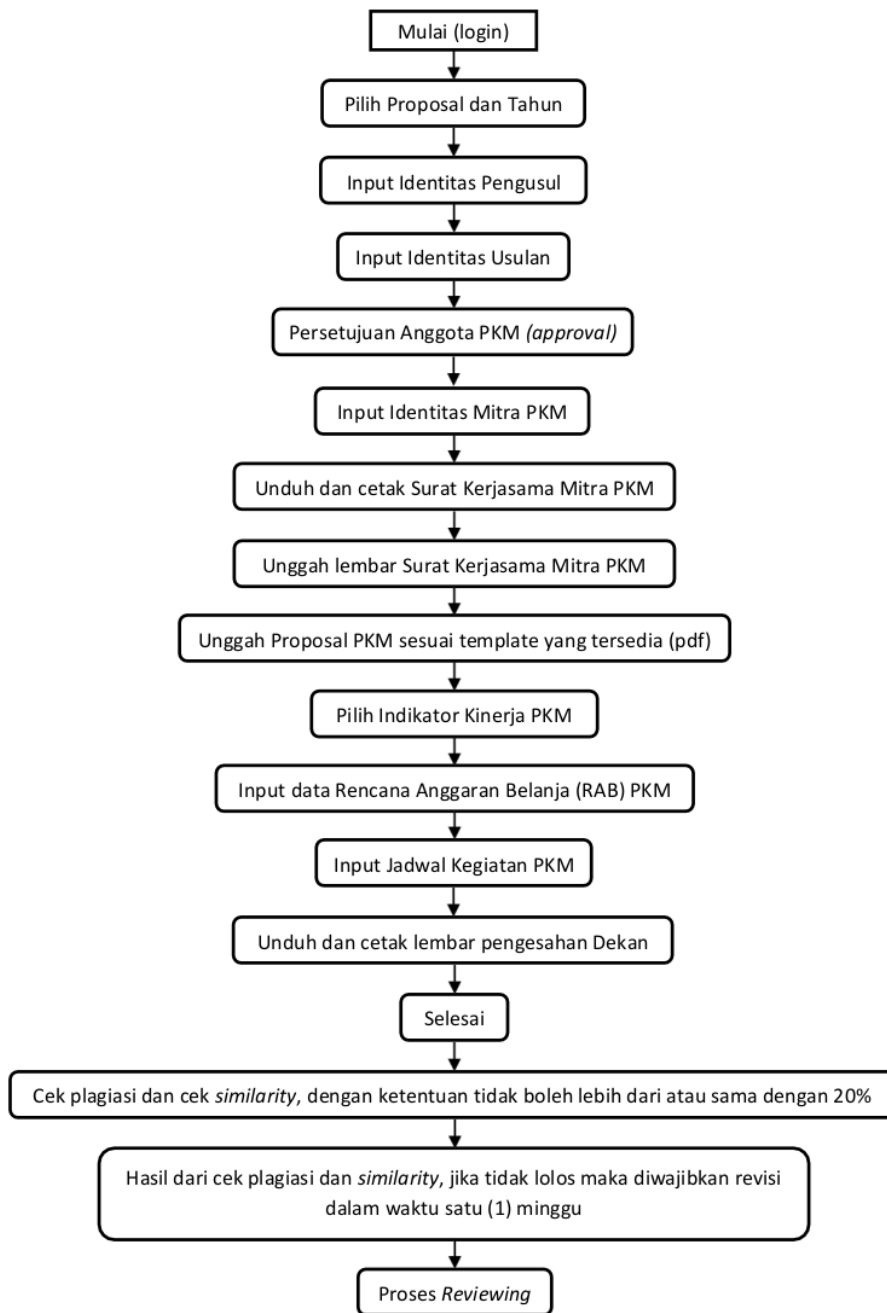 Mulai (login)
Pilih Proposal dan Tahun
Input Identitas Pengusul
Input Identitas Usulan
Persetujuan Anggota PKM (approval)
Input Identitas Mitra PKM
Unduh dan cetak Surat Kerjasama Mitra PKM
Unggah lembar Surat Kerjasama Mitra PKM
Unggah Proposal PKM sesuai template yang tersedia (pdf)
Pilih Indikator Kinerja PKM
Input data Rencana Anggaran Belanja (RAB) PKM
Input Jadwal Kegiatan PKM
Unduh dan cetak lembar pengesahan Dekan
Selesai
Cek plagiasi dan cek similarity, dengan ketentuan tidak boleh lebih dari atau sama dengan 20%
Hasil dari cek plagiasi dan similarity, jika tidak lolos maka diwajibkan revisi
dalam waktu satu (1) minggu
Proses Reviewing